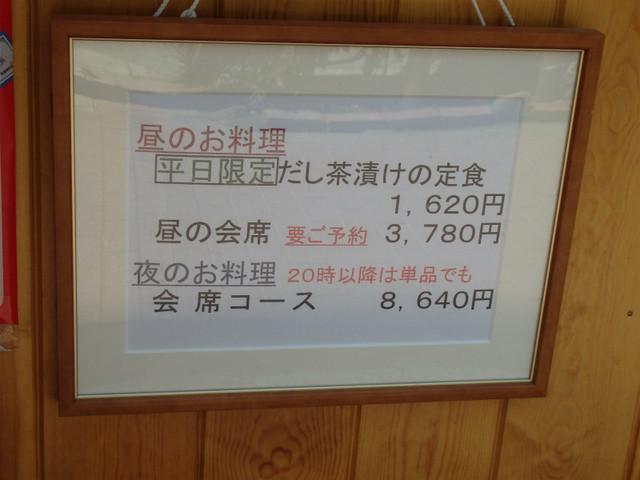 昼のお料理
平日限定だし茶漬けの定食
1,620円
昼の会席 要ご予約 3,780円
夜のお料理 20時以降は単品でも
会席コース 8,640円